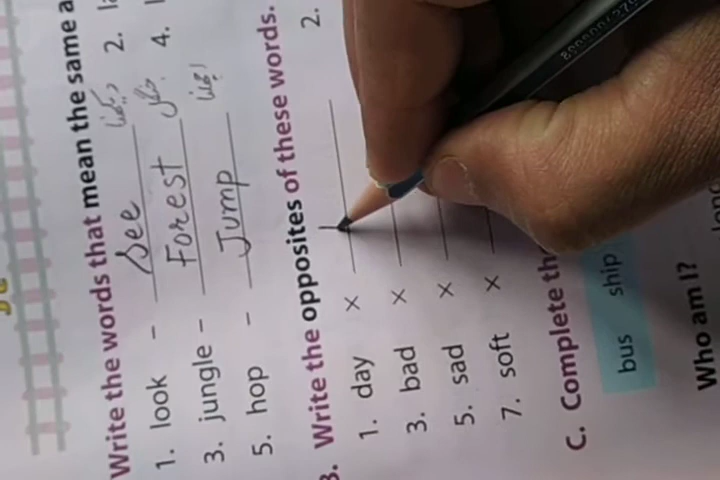 Write the words that mean the same a
1. look - See 2. la
3. jungle - Forest 4.
5. hop - Jump
B. Write the opposites of these words.
1. day × 2.
3. bad ×
5. sad ×
7. soft ×
C. Complete th
bus ship
Who am I?